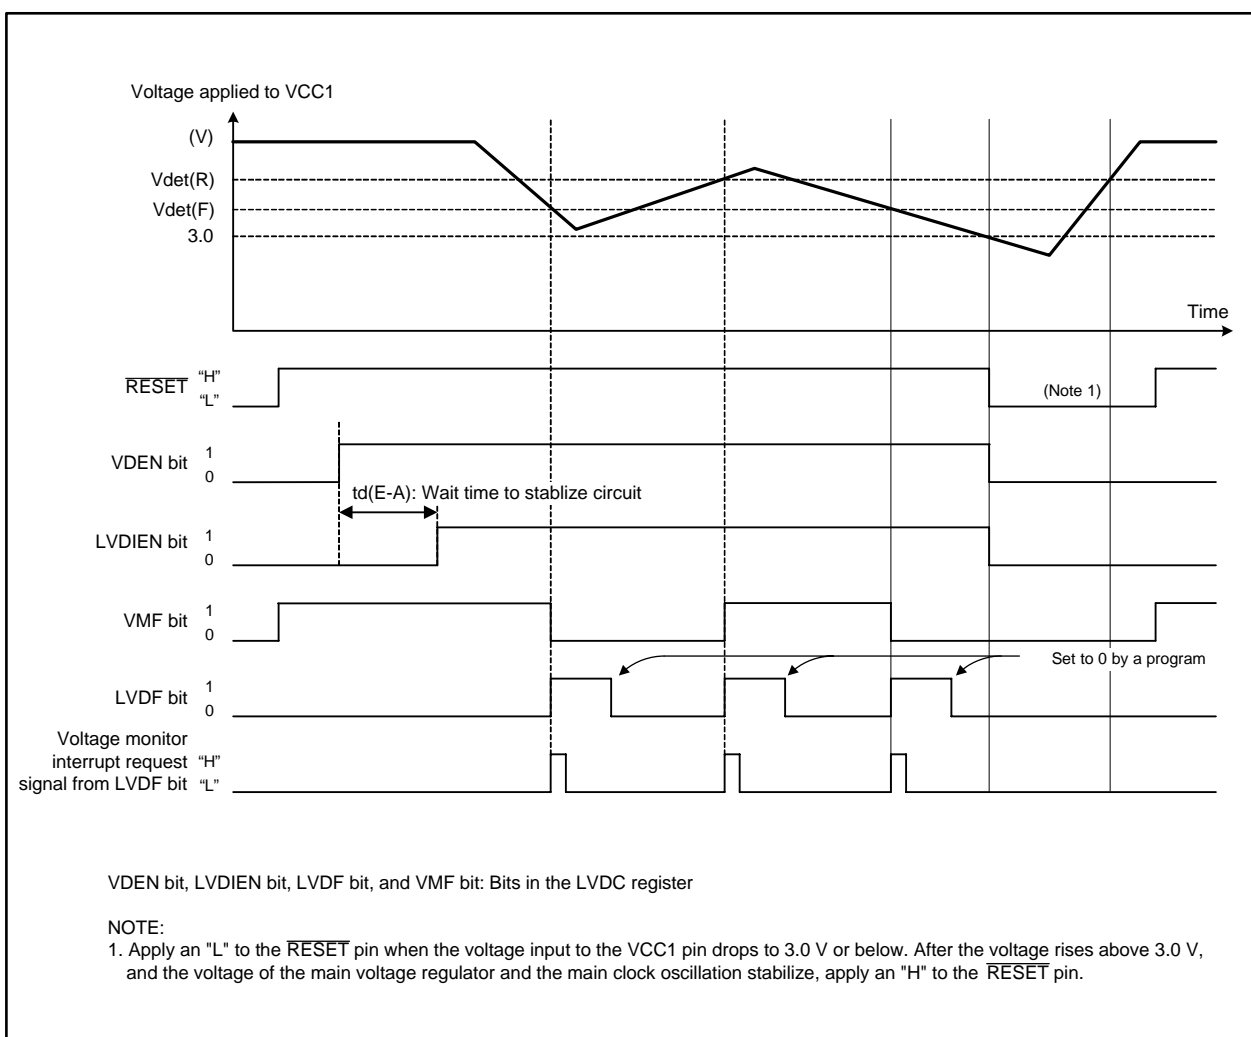 Voltage applied to VCC1
(V)
Vdet(R)
Vdet(F)
3.0
Time
RESET “H”
“L”
(Note 1)
VDEN bit 1
0
td(E-A): Wait time to stablize circuit
LVDIEN bit 1
0
VMF bit 1
0
Set to 0 by a program
LVDF bit 1
0
Voltage monitor
interrupt request “H”
signal from LVDF bit “L”
VDEN bit, LVDIEN bit, LVDF bit, and VMF bit: Bits in the LVDC register
NOTE:
1. Apply an "L" to the RESET pin when the voltage input to the VCC1 pin drops to 3.0 V or below. After the voltage rises above 3.0 V,
and the voltage of the main voltage regulator and the main clock oscillation stabilize, apply an "H" to the RESET pin.